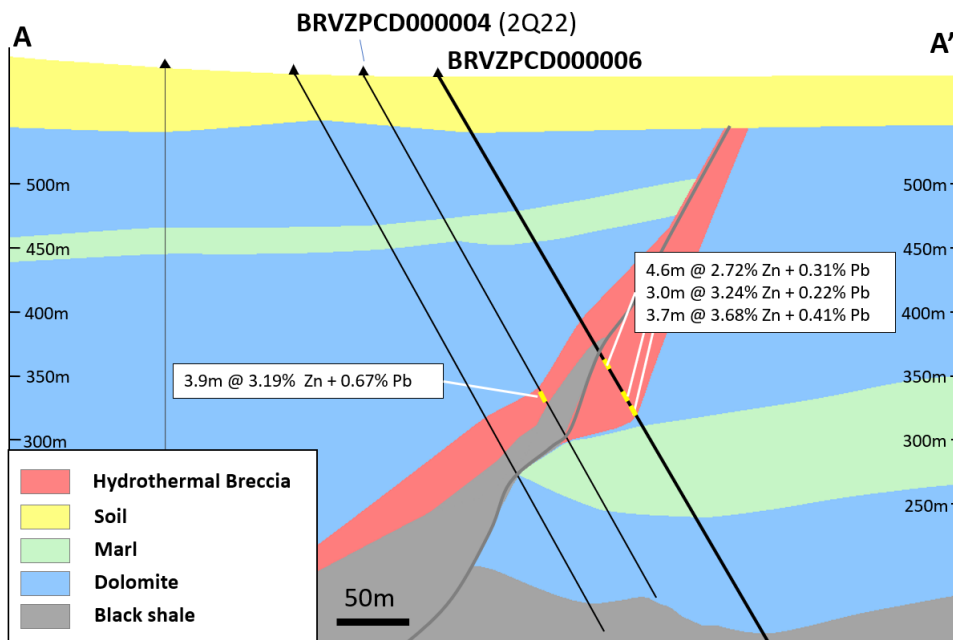 BRVZPCD000004 (2Q22)
A
A'
BRVZPCD000006
500m
500m
450m
450m
4.6m @ 2.72% Zn + 0.31% Pb
3.0m @ 3.24% Zn + 0.22% Pb
3.7m @ 3.68% Zn + 0.41% Pb
400m
400m
350m
350m
3.9m @ 3.19% Zn + 0.67% Pb
300m
300m
250m
Hydrothermal Breccia
Soil
Marl
Dolomite
Black shale
50m